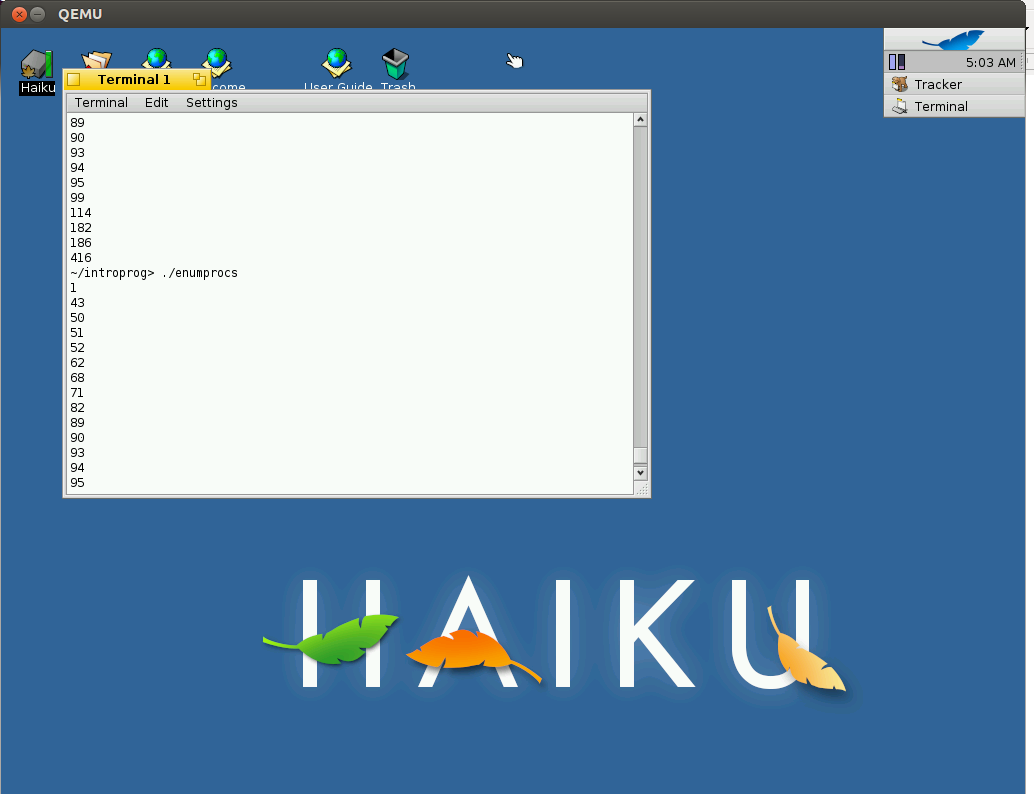 QEMU
5:03 AM
Tracker
Terminal
Haiku
come
User Guide
Trash
Terminal 1
Terminal Edit Settings
89
90
93
94
95
99
114
182
186
416
~/introprog> ./enumprocs
1
43
50
51
52
62
68
71
82
89
90
93
94
95
HAIKU